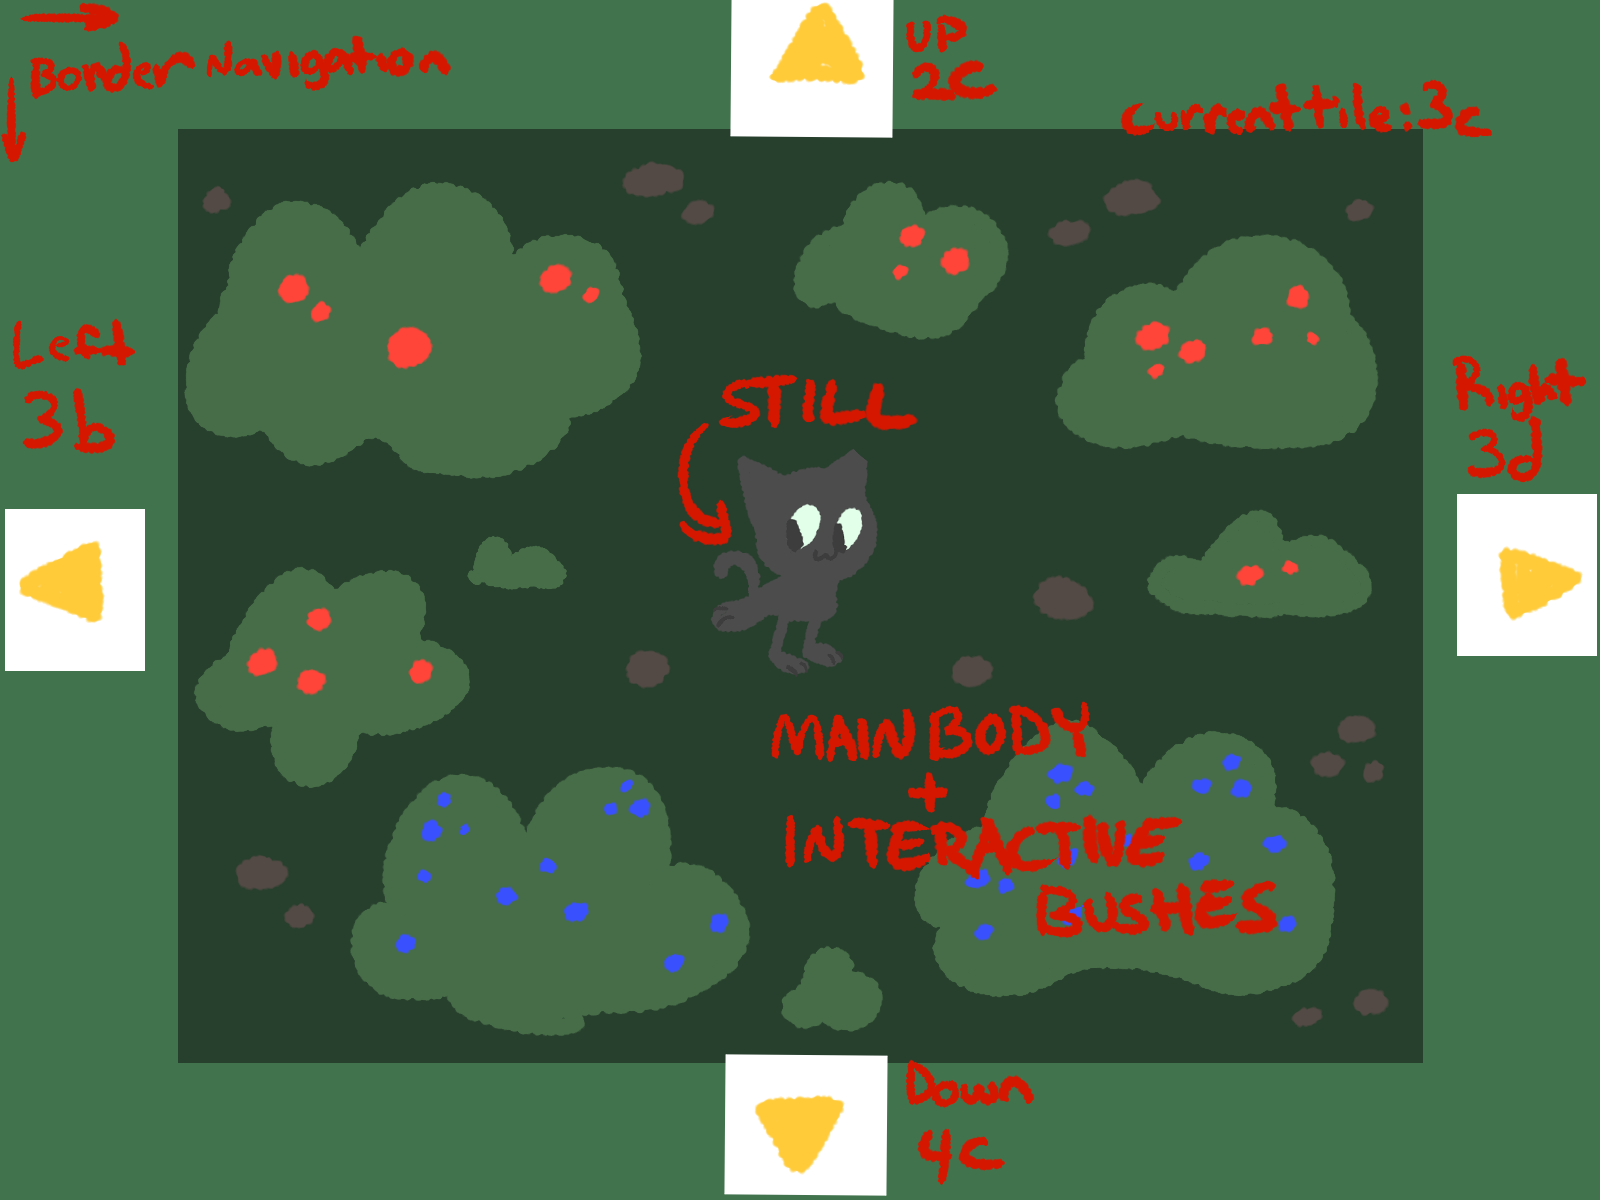 Border Navigation
UP
2C
current tile: 3c
Left
3b
STILL
Right
3d
MAIN BODY
+
INTERACTIVE
BUSHES
Down
4c